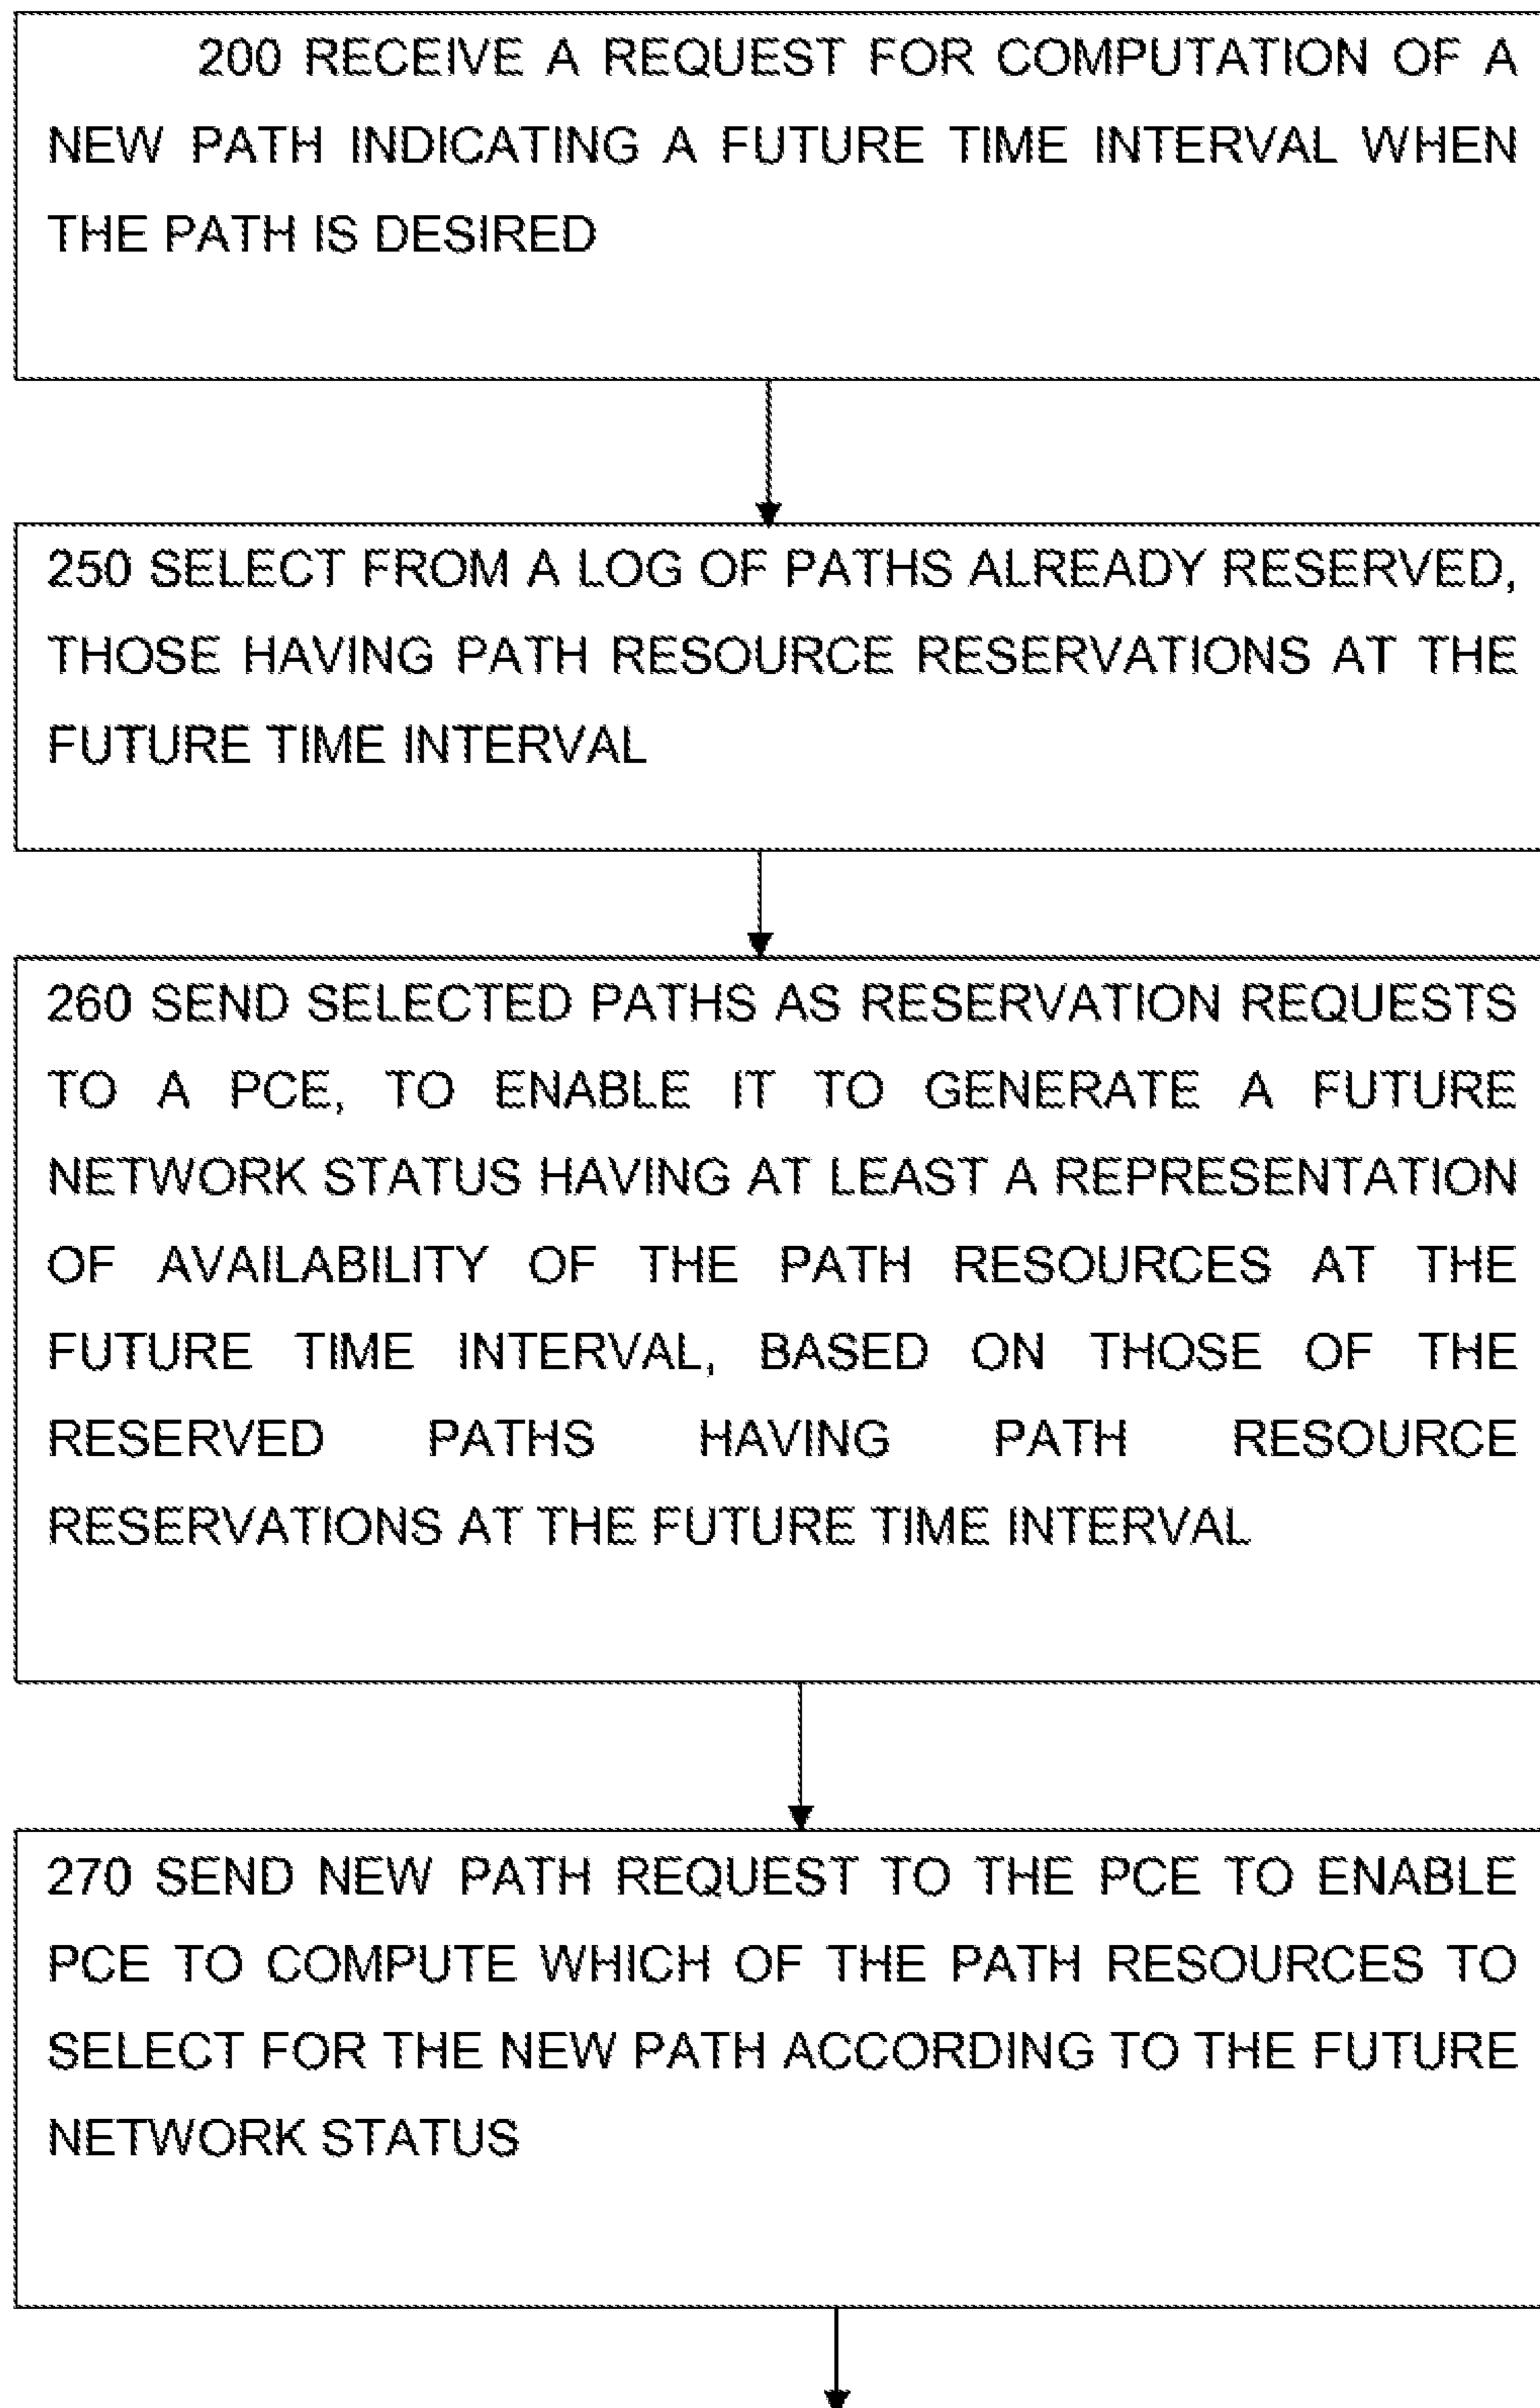 200 RECEIVE A REQUEST FOR COMPUTATION OF A
NEW PATH INDICATING A FUTURE TIME INTERVAL WHEN
THE PATH IS DESIRED
250 SELECT FROM A LOG OF PATHS ALREADY RESERVED,
THOSE HAVING PATH RESOURCE RESERVATIONS AT THE
FUTURE TIME INTERVAL
260 SEND SELECTED PATHS AS RESERVATION REQUESTS
TO A PCE, TO ENABLE IT TO GENERATE A FUTURE
NETWORK STATUS HAVING AT LEAST A REPRESENTATION
OF AVAILABILITY OF THE PATH RESOURCES AT THE
FUTURE TIME INTERVAL, BASED ON THOSE OF THE
RESERVED PATHS HAVING PATH RESOURCE
RESERVATIONS AT THE FUTURE TIME INTERVAL
270 SEND NEW PATH REQUEST TO THE PCE TO ENABLE
PCE TO COMPUTE WHICH OF THE PATH RESOURCES TO
SELECT FOR THE NEW PATH ACCORDING TO THE FUTURE
NETWORK STATUS